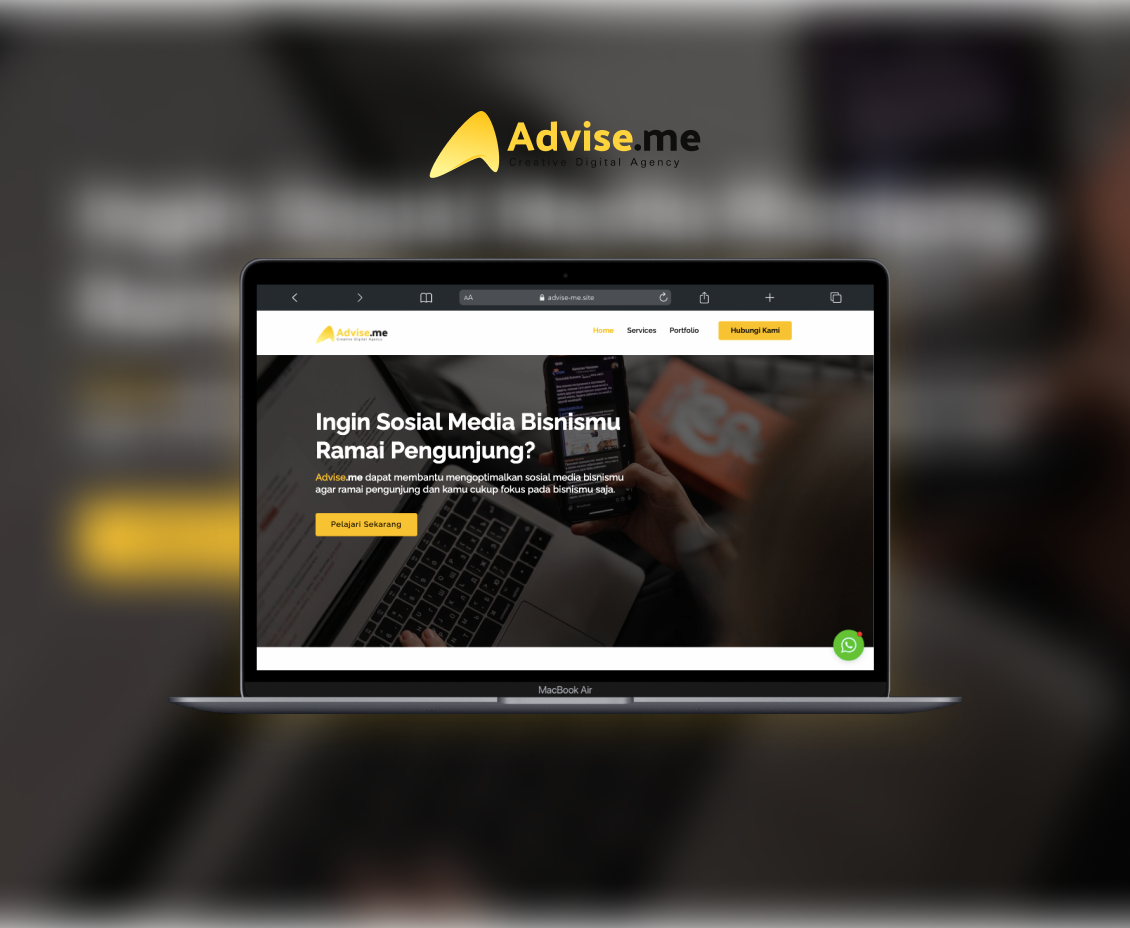 Advise.me
Creative Digital Agency
AA
advise-me.site
Advise.me
Creative Digital Agency
Home
Services
Portfolio
Hubungi Kami
Ingin Sosial Media Bisnismu
Ramai Pengunjung?
Advise.me dapat membantu mengoptimalkan sosial media bisnismu
agar ramai pengunjung dan kamu cukup fokus pada bisnismu saja.
Pelajari Sekarang
MacBook Air